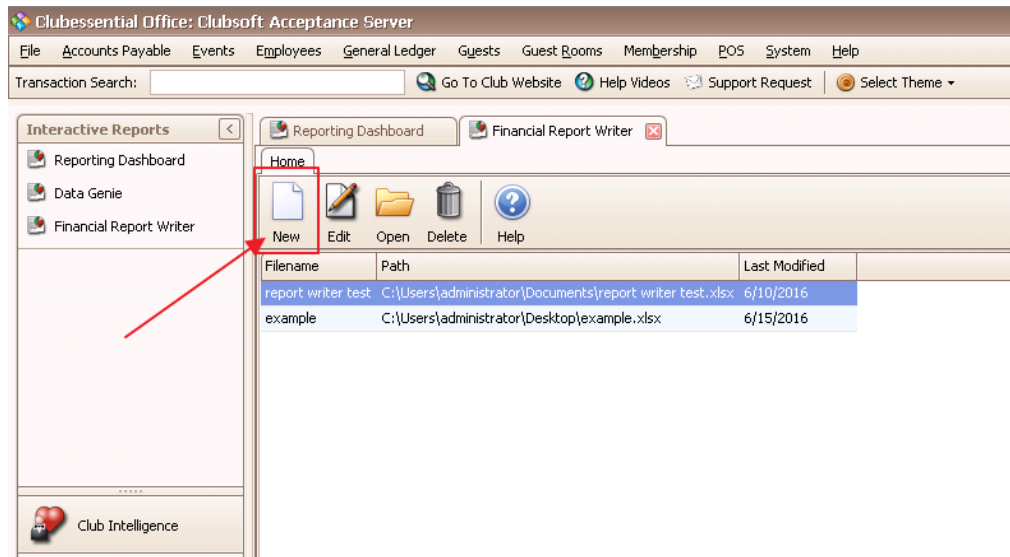 Clubessential Office: Clubsoft Acceptance Server
File Accounts Payable Events Employees General Ledger Guests Guest Rooms Membership POS System Help
Transaction Search: Go To Club Website Help Videos Support Request Select Theme
Interactive Reports
Reporting Dashboard
Data Genie
Financial Report Writer
Club Intelligence
Reporting Dashboard Financial Report Writer
Home
New Edit Open Delete Help
Filename Path Last Modified
report writer test C:\Users\administrator\Documents\report writer test.xlsx 6/10/2016
example C:\Users\administrator\Desktop\example.xlsx 6/15/2016